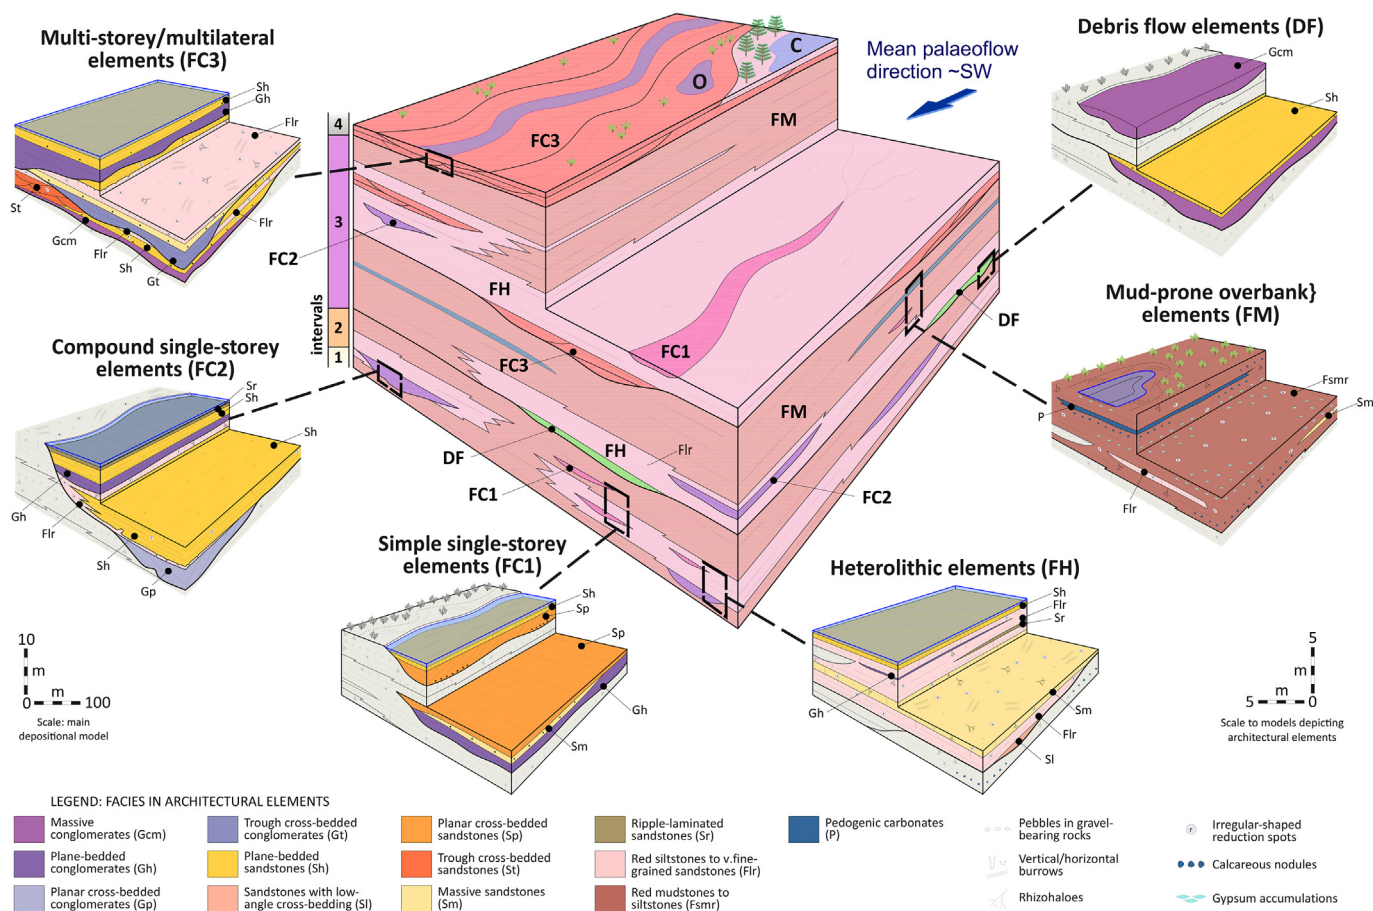 Multi-storey/multilateral
elements (FC3)
Sh
Gh
Flr
St
Gcm
Flr
Sh
Gt
Flr
Compound single-storey
elements (FC2)
Sr
Sh
Sh
Gh
Flr
Sh
Gp
10
m
m
0
100
Scale: main
depositional model
4
3
2
1
intervals
FC3
O
C
FM
FC2
FH
FC3
FC1
FM
DF
FH
Flr
DF
FC1
FC2
Mean palaeoflow
direction ~SW
Debris flow elements (DF)
Gcm
Sh
Mud-prone overbank}
elements (FM)
Fsmr
Sm
P
Flr
Simple single-storey
elements (FC1)
Sh
Sp
Sp
Gh
Sm
Heterolithic elements (FH)
Sh
Flr
Sr
Gh
Sm
Flr
Sl
5
m
m
5
0
Scale to models depicting
architectural elements
LEGEND: FACIES IN ARCHITECTURAL ELEMENTS
Massive
conglomerates (Gcm)
Plane-bedded
conglomerates (Gh)
Planar cross-bedded
conglomerates (Gp)
Trough cross-bedded
conglomerates (Gt)
Plane-bedded
sandstones (Sh)
Sandstones with low-
angle cross-bedding (Sl)
Planar cross-bedded
sandstones (Sp)
Trough cross-bedded
sandstones (St)
Massive sandstones
(Sm)
Ripple-laminated
sandstones (Sr)
Red siltstones to v.fine-
grained sandstones (Flr)
Red mudstones to
siltstones (Fsmr)
Pedogenic carbonates
(P)
Pebbles in gravel-
bearing rocks
Vertical/horizontal
burrows
Rhizohaloes
r
Irregular-shaped
reduction spots
Calcareous nodules
Gypsum accumulations